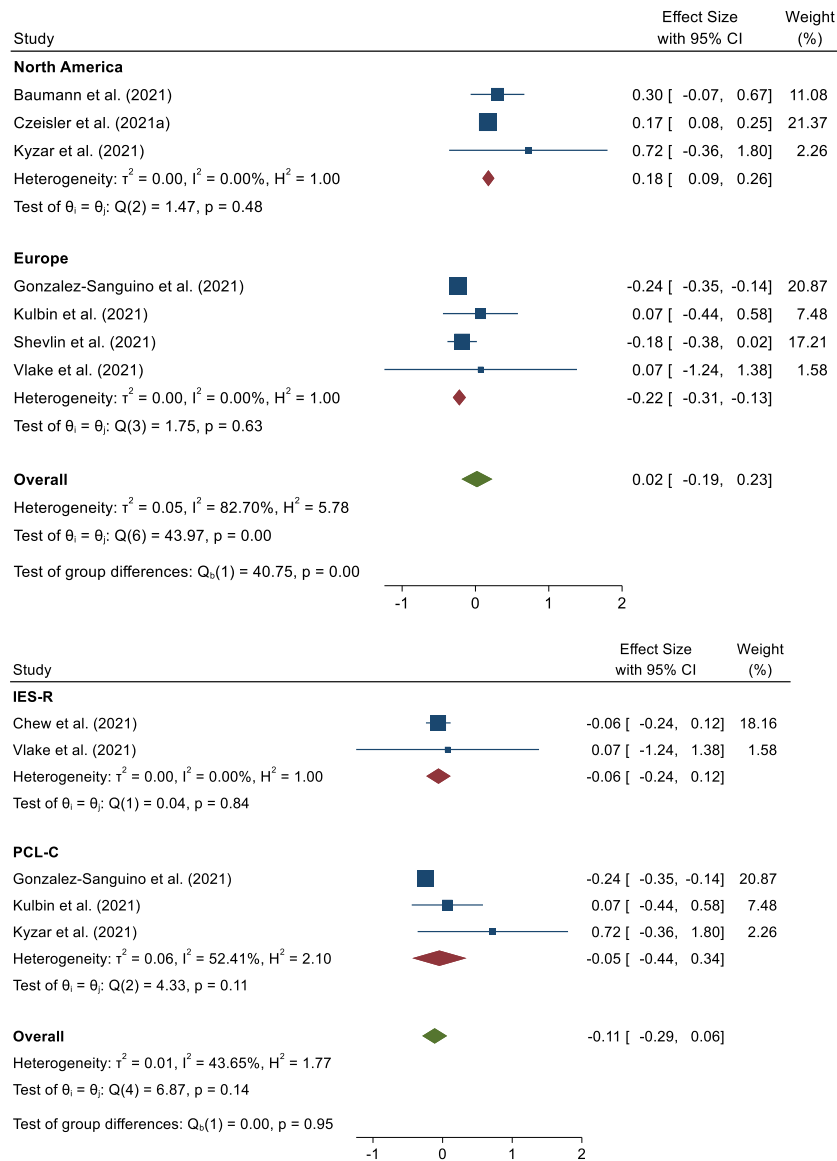 Effect Size Weight
Study with 95% CI (%)
North America
Baumann et al. (2021) 0.30 [ -0.07, 0.67] 11.08
Czeisler et al. (2021a) 0.17 [ 0.08, 0.25] 21.37
Kyzar et al. (2021) 0.72 [ -0.36, 1.80] 2.26
Heterogeneity: τ² = 0.00, I² = 0.00%, H² = 1.00 0.18 [ 0.09, 0.26]
Test of θᵢ = θⱼ: Q(2) = 1.47, p = 0.48
Europe
Gonzalez-Sanguino et al. (2021) -0.24 [ -0.35, -0.14] 20.87
Kulbin et al. (2021) 0.07 [ -0.44, 0.58] 7.48
Shevlin et al. (2021) -0.18 [ -0.38, 0.02] 17.21
Vlake et al. (2021) 0.07 [ -1.24, 1.38] 1.58
Heterogeneity: τ² = 0.00, I² = 0.00%, H² = 1.00 -0.22 [ -0.31, -0.13]
Test of θᵢ = θⱼ: Q(3) = 1.75, p = 0.63
Overall 0.02 [ -0.19, 0.23]
Heterogeneity: τ² = 0.05, I² = 82.70%, H² = 5.78
Test of θᵢ = θⱼ: Q(6) = 43.97, p = 0.00
Test of group differences: Q_b(1) = 40.75, p = 0.00
-1 0 1 2
Effect Size Weight
Study with 95% CI (%)
IES-R
Chew et al. (2021) -0.06 [ -0.24, 0.12] 18.16
Vlake et al. (2021) 0.07 [ -1.24, 1.38] 1.58
Heterogeneity: τ² = 0.00, I² = 0.00%, H² = 1.00 -0.06 [ -0.24, 0.12]
Test of θᵢ = θⱼ: Q(1) = 0.04, p = 0.84
PCL-C
Gonzalez-Sanguino et al. (2021) -0.24 [ -0.35, -0.14] 20.87
Kulbin et al. (2021) 0.07 [ -0.44, 0.58] 7.48
Kyzar et al. (2021) 0.72 [ -0.36, 1.80] 2.26
Heterogeneity: τ² = 0.06, I² = 52.41%, H² = 2.10 -0.05 [ -0.44, 0.34]
Test of θᵢ = θⱼ: Q(2) = 4.33, p = 0.11
Overall -0.11 [ -0.29, 0.06]
Heterogeneity: τ² = 0.01, I² = 43.65%, H² = 1.77
Test of θᵢ = θⱼ: Q(4) = 6.87, p = 0.14
Test of group differences: Q_b(1) = 0.00, p = 0.95
-1 0 1 2